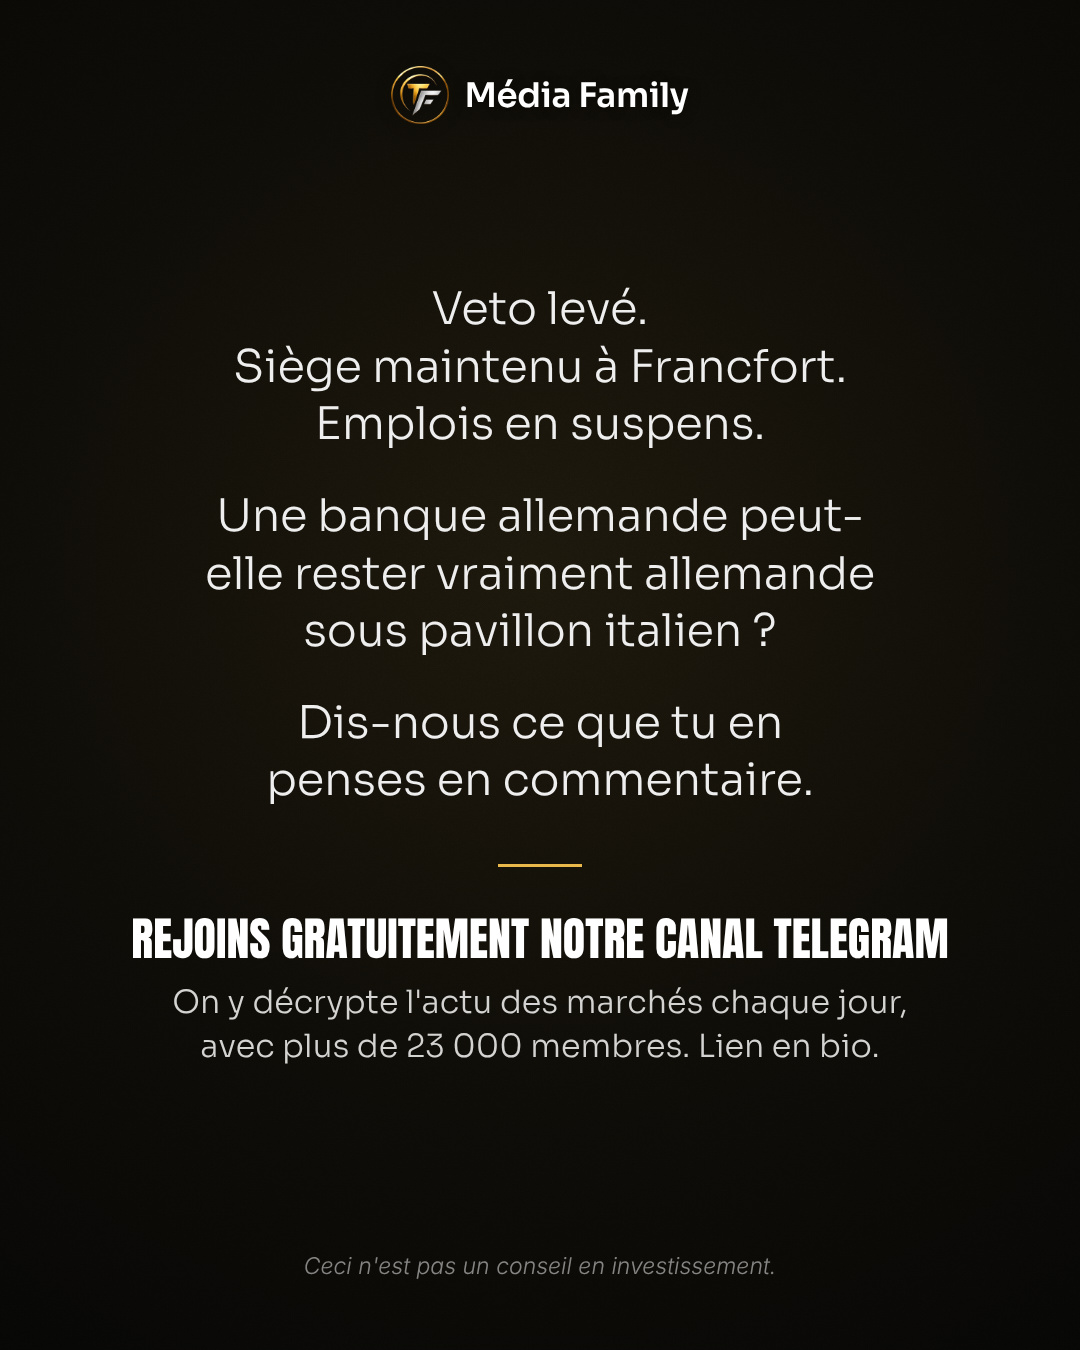 TF Média Family
Veto levé.
Siège maintenu à Francfort.
Emplois en suspens.
Une banque allemande peut-
elle rester vraiment allemande
sous pavillon italien ?
Dis-nous ce que tu en
penses en commentaire.
REJOINS GRATUITEMENT NOTRE CANAL TELEGRAM
On y décrypte l'actu des marchés chaque jour,
avec plus de 23 000 membres. Lien en bio.
Ceci n'est pas un conseil en investissement.